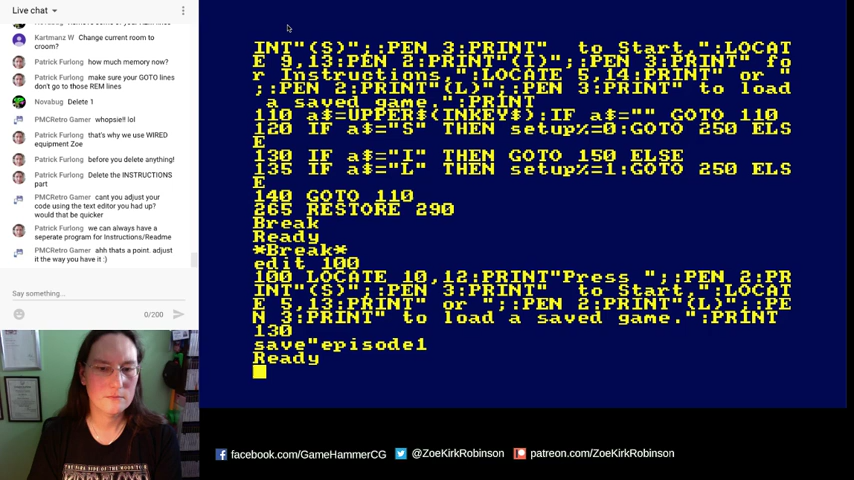 Live chat
Novabug Remove some of your REM lines
Kartmanz W Change current room to
croom?
Patrick Furlong how much memory now?
Patrick Furlong make sure your GOTO lines
don't go to those REM lines
Novabug Delete 1
PMCRetro Gamer whopsie!! lol
Patrick Furlong that's why we use WIRED
equipment Zoe
Patrick Furlong before you delete anything!
Patrick Furlong Delete the INSTRUCTIONS
part
PMCRetro Gamer cant you adjust your
code using the text editor you had up?
would that be quicker
Patrick Furlong we can always have a
seperate program for Instructions/Readme
PMCRetro Gamer ahh thats a point. adjust
it the way you have it :)
Say something...
0/200
INT"(S)";:PEN 3:PRINT" to Start,":LOCAT
E 9,13:PEN 2:PRINT"(I)";:PEN 3:PRINT" fo
r Instructions,":LOCATE 5,14:PRINT" or "
;:PEN 2:PRINT"(L)";:PEN 3:PRINT" to load
 a saved game.":PRINT
110 a$=UPPER$(INKEY$):IF a$="" GOTO 110
120 IF a$="S" THEN setup%=0:GOTO 250 ELS
E
130 IF a$="I" THEN GOTO 150 ELSE
135 IF a$="L" THEN setup%=1:GOTO 250 ELS
E
140 GOTO 110
265 RESTORE 290
Break
Ready
*Break*
edit 100
100 LOCATE 10,12:PRINT"Press ";:PEN 2:PR
INT"(S)";:PEN 3:PRINT" to Start,":LOCAT
E 5,13:PRINT" or ";:PEN 2:PRINT"(L)";:PE
N 3:PRINT" to load a saved game.":PRINT
130
save"episode1
Ready
facebook.com/GameHammerCG @ZoeKirkRobinson patreon.com/ZoeKirkRobinson